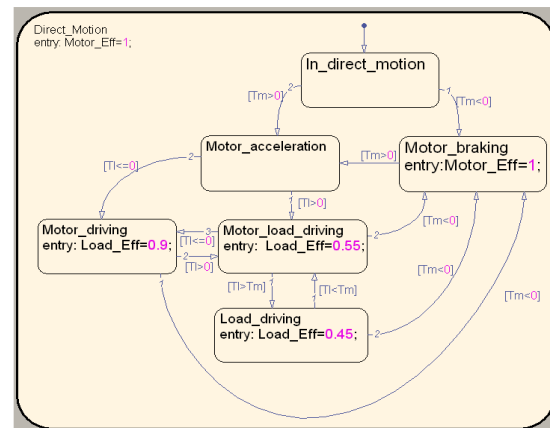 Direct_Motion
entry: Motor_Eff=1;
In_direct_motion
2
1
[Tm>0]
[Tm<0]
Motor_acceleration
Motor_braking
entry:Motor_Eff=1;
[Tm>0]
2
1
[Tl<=0]
1
[Tl>0]
Motor_driving
entry: Load_Eff=0.9;
3
[Tl<=0]
2
[Tl>0]
1
Motor_load_driving
entry: Load_Eff=0.55;
2
[Tm<0]
1
[Tl>Tm]
[Tl<Tm]
1
[Tm<0]
[Tm<0]
Load_driving
entry: Load_Eff=0.45;
2